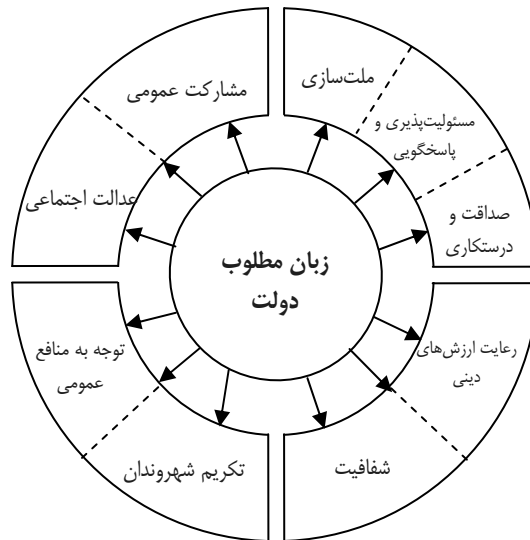 ملت‌سازی
مسئولیت‌پذیری و
پاسخگویی
صداقت و
درستکاری
رعایت ارزش‌های
دینی
شفافیت
تکریم شهروندان
توجه به منافع
عمومی
عدالت اجتماعی
مشارکت عمومی
زبان مطلوب
دولت